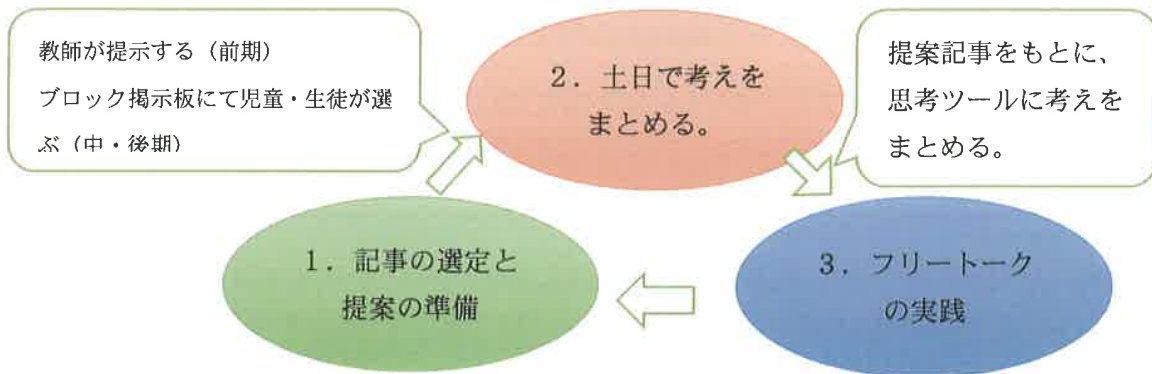 教師が提示する（前期）
ブロック掲示板にて児童・生徒が選
ぶ（中・後期）
2．土日で考えを
まとめる。
提案記事をもとに、
思考ツールに考えを
まとめる。
1．記事の選定と
提案の準備
3．フリートーク
の実践